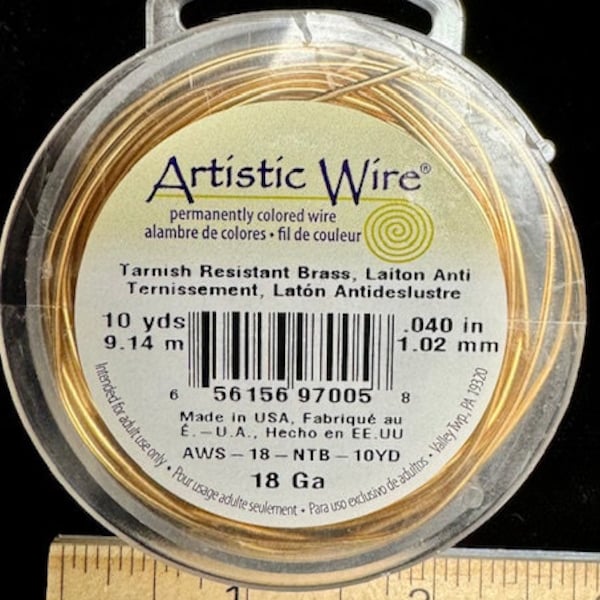 Artistic Wire®
permanently colored wire
alambre de colores • fil de couleur
Tarnish Resistant Brass, Laiton Anti
Ternissement, Latón Antideslustre
10 yds
9.14 m
.040 in
1.02 mm
6 56156 97005 8
Made in USA, Fabriqué au
É.-U.A., Hecho en EE.UU
AWS-18-NTB-10YD
18 Ga
Intended for adult use only • Pour usage adulte seulement • Para uso exclusivo de adultos • Valley Twp., PA 19320
1 2